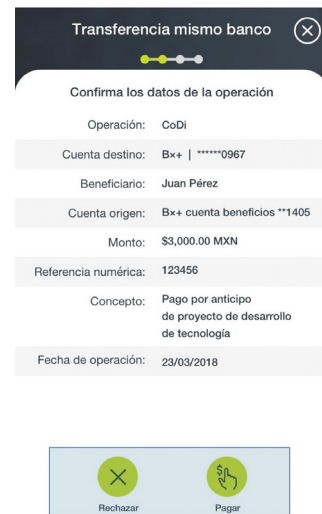 Transferencia mismo banco
Confirma los datos de la operación
Operación: CoDi
Cuenta destino: B×+ | ******0967
Beneficiario: Juan Pérez
Cuenta origen: B×+ cuenta beneficios **1405
Monto: $3,000.00 MXN
Referencia numérica: 123456
Concepto: Pago por anticipo
de proyecto de desarrollo
de tecnología
Fecha de operación: 23/03/2018
$
Rechazar Pagar